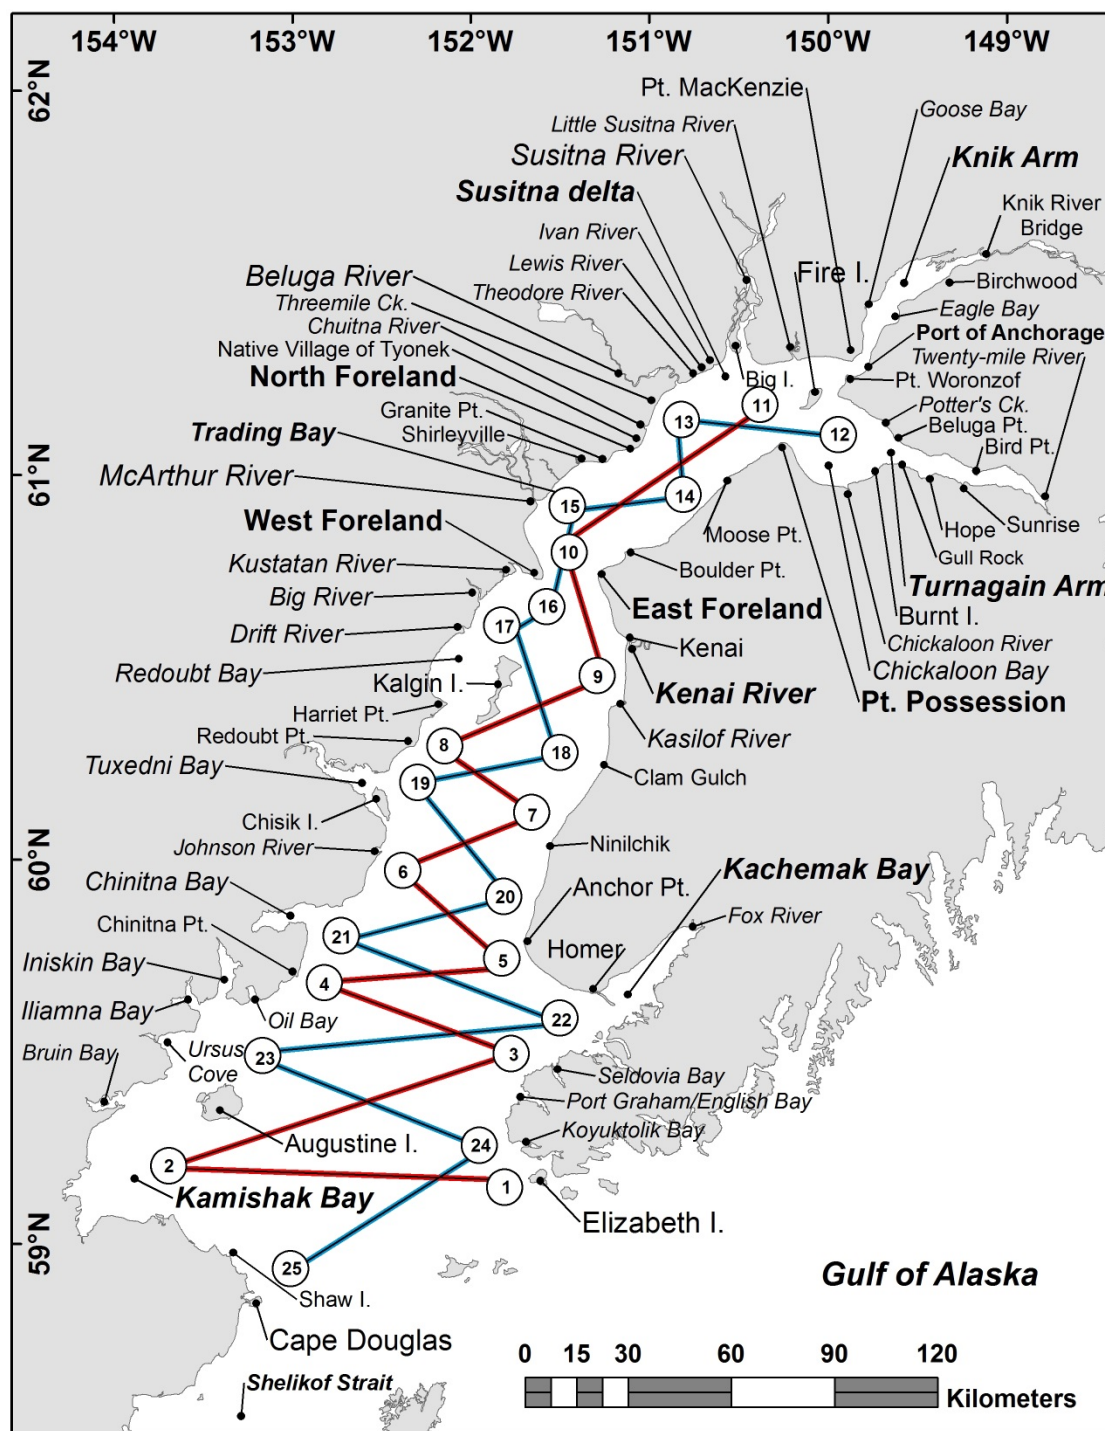 154°W 153°W 152°W 151°W 150°W 149°W
62°N
61°N
60°N
59°N
Pt. MacKenzie
Goose Bay
Little Susitna River
Susitna River
Knik Arm
Susitna delta
Knik River
Bridge
Ivan River
Fire I.
Lewis River
Beluga River
Birchwood
Theodore River
Threemile Ck.
Eagle Bay
Chuitna River
Port of Anchorage
Native Village of Tyonek
Twenty-mile River
North Foreland
Big I.
Pt. Woronzof
Granite Pt.
Potter's Ck.
Shirleyville
Beluga Pt.
Trading Bay
Bird Pt.
McArthur River
West Foreland
Moose Pt.
Hope
Sunrise
Gull Rock
Kustatan River
Boulder Pt.
Turnagain Arm
Big River
East Foreland
Burnt I.
Drift River
Kenai
Chickaloon River
Redoubt Bay
Chickaloon Bay
Kalgin I.
Kenai River
Pt. Possession
Harriet Pt.
Redoubt Pt.
Kasilof River
Tuxedni Bay
Clam Gulch
Chisik I.
Johnson River
Ninilchik
Chinitna Bay
Anchor Pt.
Kachemak Bay
Chinitna Pt.
Fox River
Homer
Iniskin Bay
Iliamna Bay
Oil Bay
Bruin Bay
Ursus
Cove
Seldovia Bay
Port Graham/English Bay
Augustine I.
Koyuktolik Bay
Kamishak Bay
Elizabeth I.
Gulf of Alaska
Shaw I.
Cape Douglas
Shelikof Strait
1
2
3
4
5
6
7
8
9
10
11
12
13
14
15
16
17
18
19
20
21
22
23
24
25
0 15 30 60 90 120
Kilometers